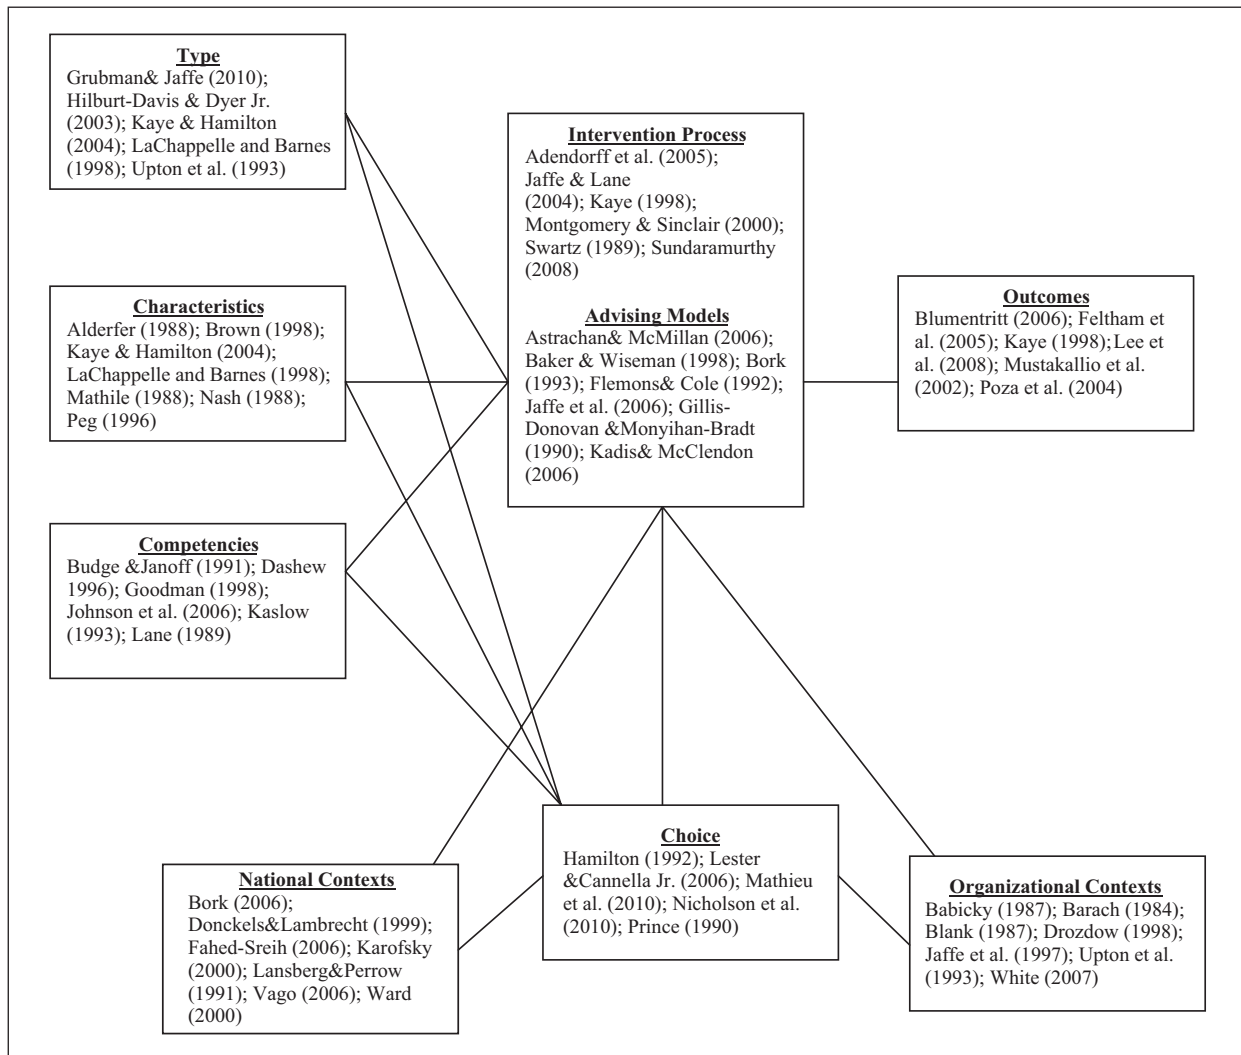 Type
Grubman& Jaffe (2010);
Hilburt-Davis & Dyer Jr.
(2003); Kaye & Hamilton
(2004); LaChappelle and Barnes
(1998); Upton et al. (1993)
Intervention Process
Adendorff et al. (2005);
Jaffe & Lane
(2004); Kaye (1998);
Montgomery & Sinclair (2000);
Swartz (1989); Sundaramurthy
(2008)
Advising Models
Astrachan& McMillan (2006);
Baker & Wiseman (1998); Bork
(1993); Flemons& Cole (1992);
Jaffe et al. (2006); Gillis-
Donovan &Monyihan-Bradt
(1990); Kadis& McClendon
(2006)
Characteristics
Alderfer (1988); Brown (1998);
Kaye & Hamilton (2004);
LaChappelle and Barnes (1998);
Mathile (1988); Nash (1988);
Peg (1996)
Outcomes
Blumentritt (2006); Feltham et
al. (2005); Kaye (1998);Lee et
al. (2008); Mustakallio et al.
(2002); Poza et al. (2004)
Competencies
Budge &Janoff (1991); Dashew
1996); Goodman (1998);
Johnson et al. (2006); Kaslow
(1993); Lane (1989)
National Contexts
Bork (2006);
Donckels&Lambrecht (1999);
Fahed-Sreih (2006); Karofsky
(2000); Lansberg&Perrow
(1991); Vago (2006); Ward
(2000)
Choice
Hamilton (1992); Lester
&Cannella Jr. (2006); Mathieu
et al. (2010); Nicholson et al.
(2010); Prince (1990)
Organizational Contexts
Babicky (1987); Barach (1984);
Blank (1987); Drozdow (1998);
Jaffe et al. (1997); Upton et al.
(1993); White (2007)